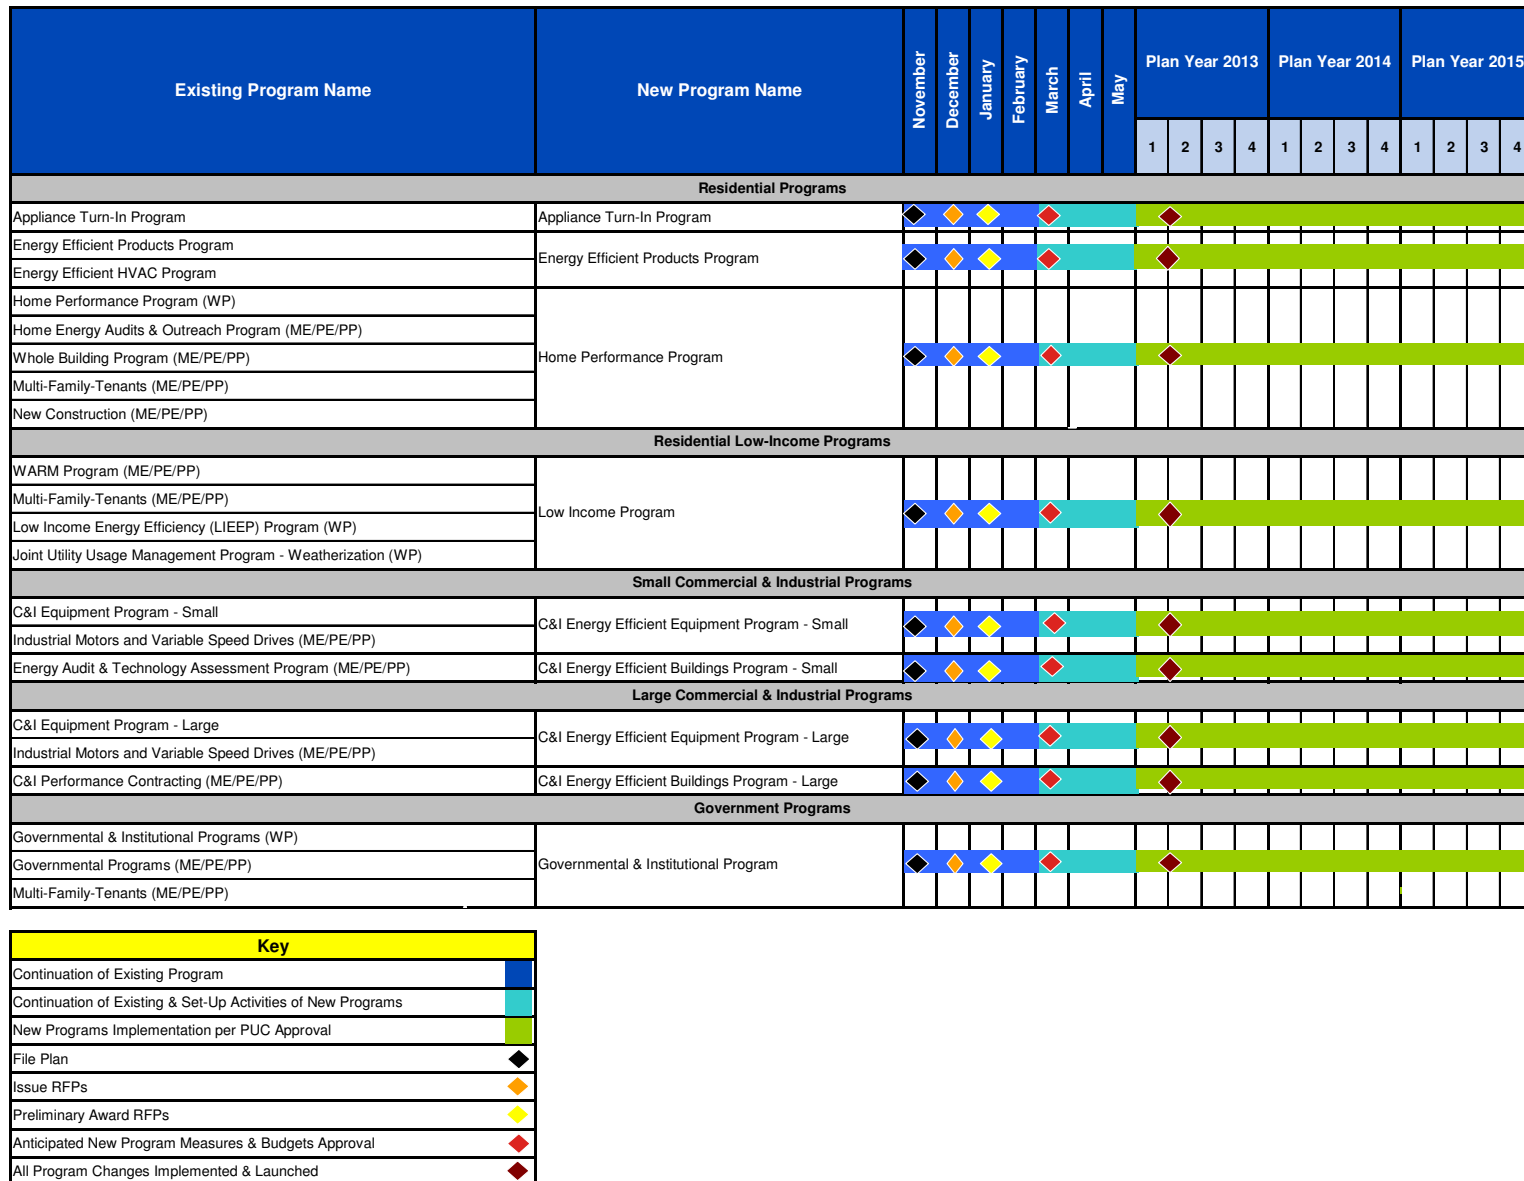 Existing Program Name
New Program Name
November
December
January
February
March
April
May
Plan Year 2013
Plan Year 2014
Plan Year 2015
1 2 3 4 1 2 3 4 1 2 3 4
Residential Programs
Appliance Turn-In Program
Appliance Turn-In Program
Energy Efficient Products Program
Energy Efficient HVAC Program
Energy Efficient Products Program
Home Performance Program (WP)
Home Energy Audits & Outreach Program (ME/PE/PP)
Whole Building Program (ME/PE/PP)
Multi-Family-Tenants (ME/PE/PP)
New Construction (ME/PE/PP)
Home Performance Program
Residential Low-Income Programs
WARM Program (ME/PE/PP)
Multi-Family-Tenants (ME/PE/PP)
Low Income Energy Efficiency (LIEEP) Program (WP)
Joint Utility Usage Management Program - Weatherization (WP)
Low Income Program
Small Commercial & Industrial Programs
C&I Equipment Program - Small
Industrial Motors and Variable Speed Drives (ME/PE/PP)
C&I Energy Efficient Equipment Program - Small
Energy Audit & Technology Assessment Program (ME/PE/PP)
C&I Energy Efficient Buildings Program - Small
Large Commercial & Industrial Programs
C&I Equipment Program - Large
Industrial Motors and Variable Speed Drives (ME/PE/PP)
C&I Energy Efficient Equipment Program - Large
C&I Performance Contracting (ME/PE/PP)
C&I Energy Efficient Buildings Program - Large
Government Programs
Governmental & Institutional Programs (WP)
Governmental Programs (ME/PE/PP)
Multi-Family-Tenants (ME/PE/PP)
Governmental & Institutional Program
Key
Continuation of Existing Program
Continuation of Existing & Set-Up Activities of New Programs
New Programs Implementation per PUC Approval
File Plan
Issue RFPs
Preliminary Award RFPs
Anticipated New Program Measures & Budgets Approval
All Program Changes Implemented & Launched